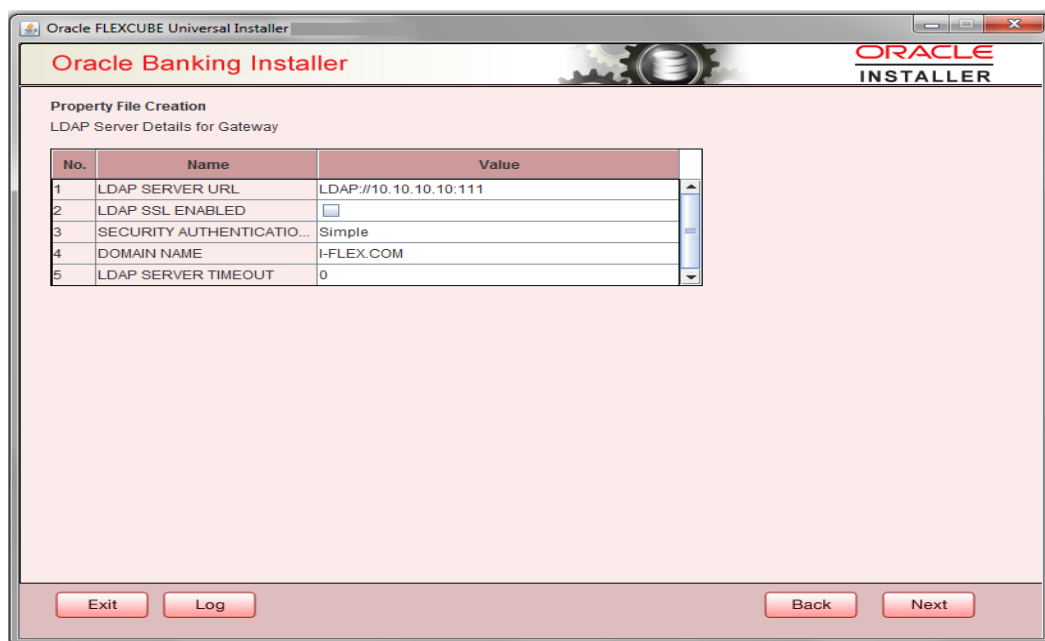 Oracle FLEXCUBE Universal Installer
Oracle Banking Installer
ORACLE
INSTALLER
Property File Creation
LDAP Server Details for Gateway
No. Name Value
1 LDAP SERVER URL LDAP://10.10.10.10:111
2 LDAP SSL ENABLED
3 SECURITY AUTHENTICATIO... Simple
4 DOMAIN NAME I-FLEX.COM
5 LDAP SERVER TIMEOUT 0
Exit Log Back Next